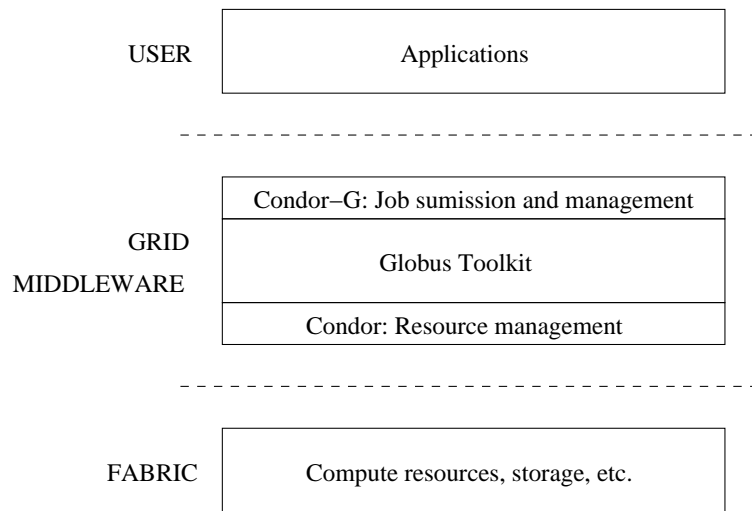 USER
Applications
Condor–G: Job sumission and management
GRID
MIDDLEWARE
Globus Toolkit
Condor: Resource management
FABRIC
Compute resources, storage, etc.